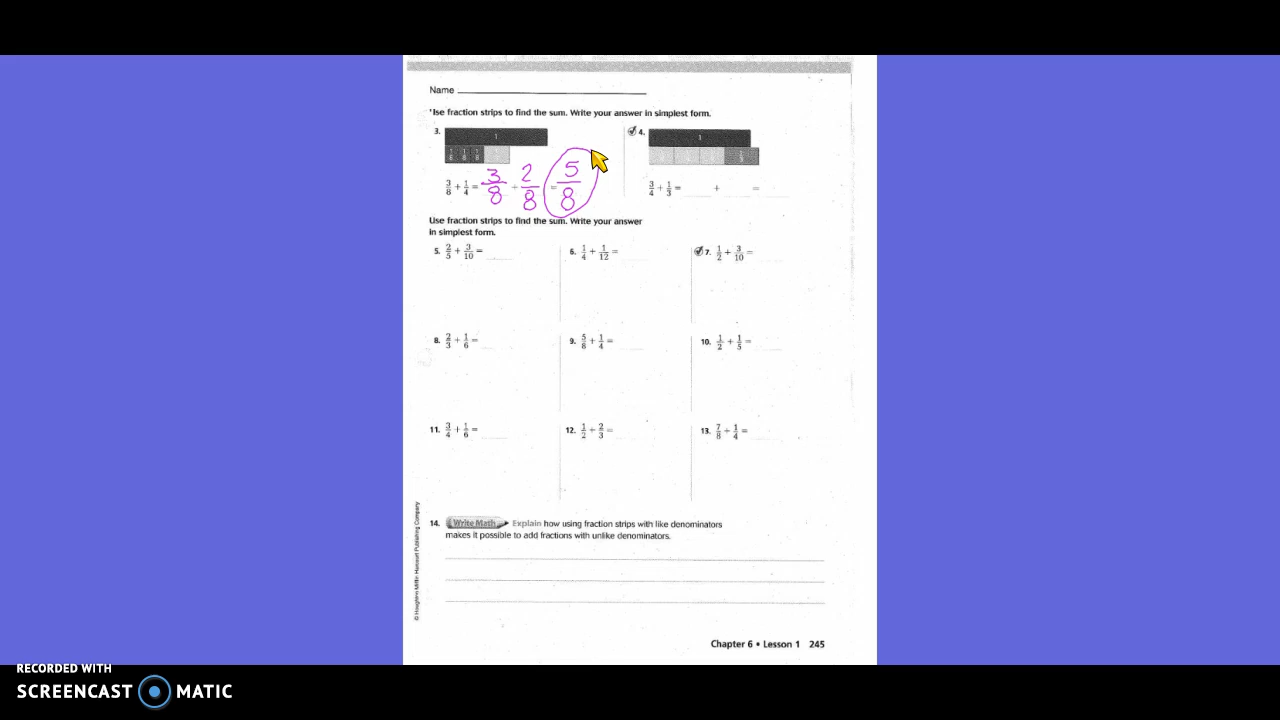 Name
Use fraction strips to find the sum. Write your answer in simplest form.
3.
1
1/8 1/8 1/8
3/8 + 1/4 = 3/8 + 2/8 = 5/8
4.
1
3/4 + 1/3 = + =
Use fraction strips to find the sum. Write your answer
in simplest form.
5. 2/5 + 3/10 =
6. 1/4 + 1/12 =
7. 1/2 + 3/10 =
8. 2/3 + 1/6 =
9. 5/8 + 1/4 =
10. 1/2 + 1/5 =
11. 3/4 + 1/6 =
12. 1/2 + 2/3 =
13. 7/8 + 1/4 =
14. Write Math Explain how using fraction strips with like denominators
makes it possible to add fractions with unlike denominators.
© Houghton Mifflin Harcourt Publishing Company
Chapter 6 • Lesson 1 245
RECORDED WITH
SCREENCAST MATIC